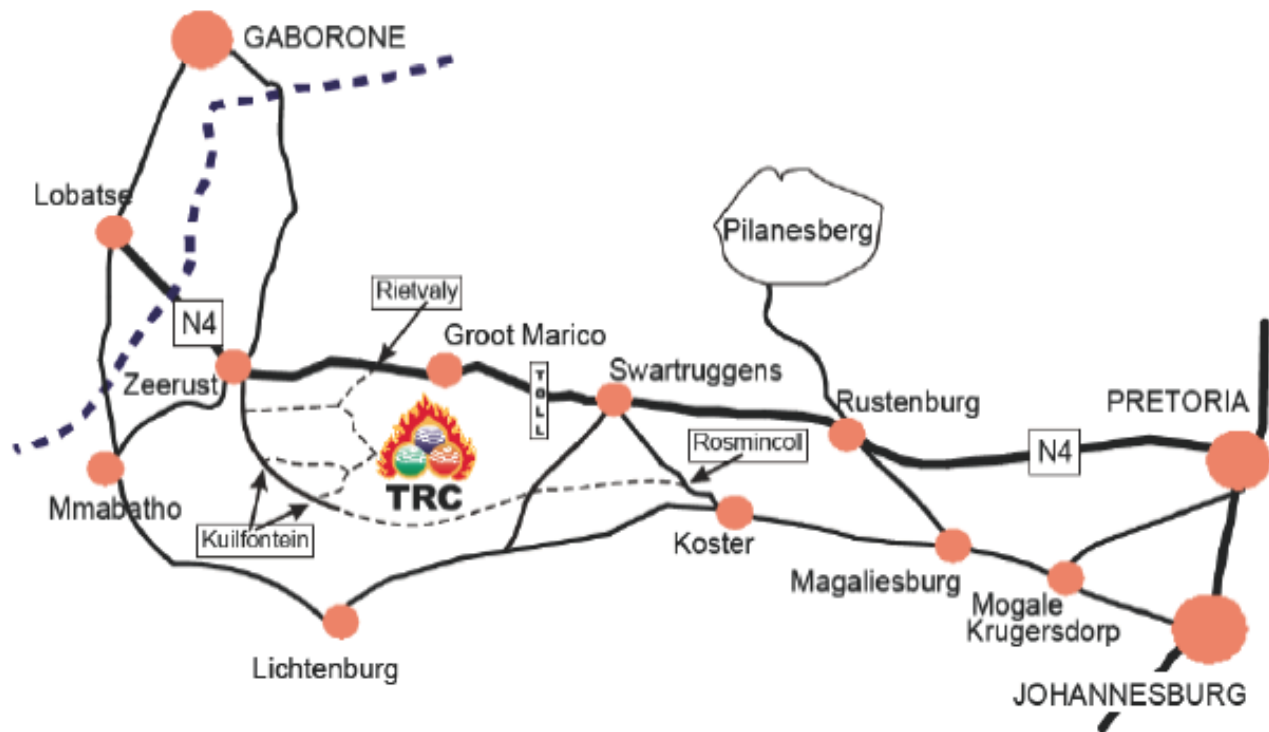 GABORONE
Lobatse
Pilanesberg
Rietvaly
N4
Groot Marico
Zeerust
TOLL
Swartruggens
Rustenburg
PRETORIA
Rosmincoll
N4
TRC
Mmabatho
Kuilfontein
Koster
Magaliesburg
Mogale
Krugersdorp
Lichtenburg
JOHANNESBURG